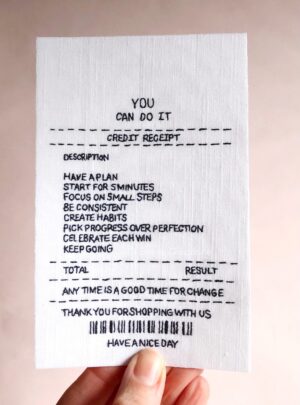 YOU
CAN DO IT
CREDIT RECEIPT
DESCRIPTION
HAVE A PLAN
START FOR 5 MINUTES
FOCUS ON SMALL STEPS
BE CONSISTENT
CREATE HABITS
PICK PROGRESS OVER PERFECTION
CELEBRATE EACH WIN
KEEP GOING
TOTAL RESULT
ANY TIME IS A GOOD TIME FOR CHANGE
THANK YOU FOR SHOPPING WITH US
HAVE A NICE DAY